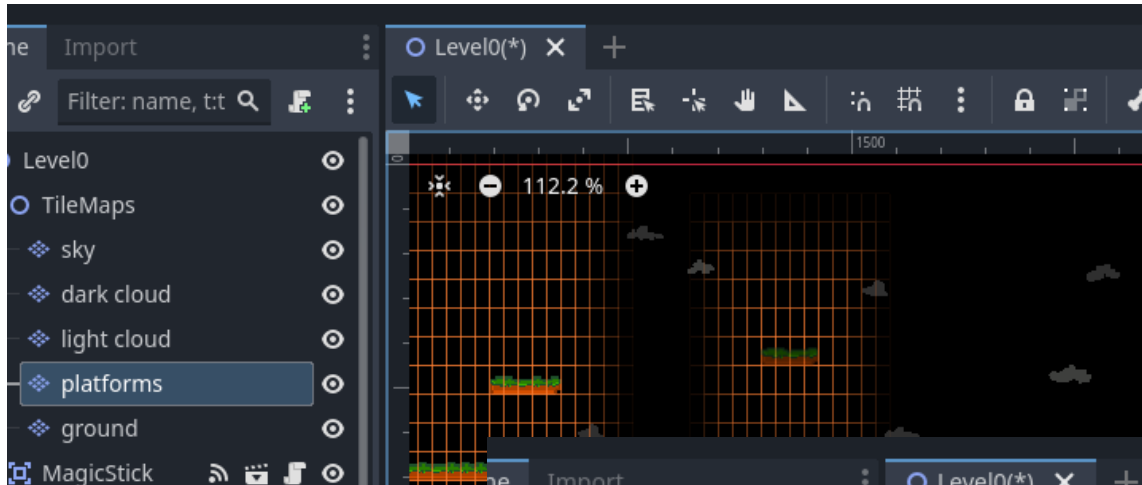 ne Import
Level0(*)
Filter: name, t:t
1500
0
112.2 %
Level0
TileMaps
sky
dark cloud
light cloud
platforms
ground
MagicStick
ne Import
Level0(*)